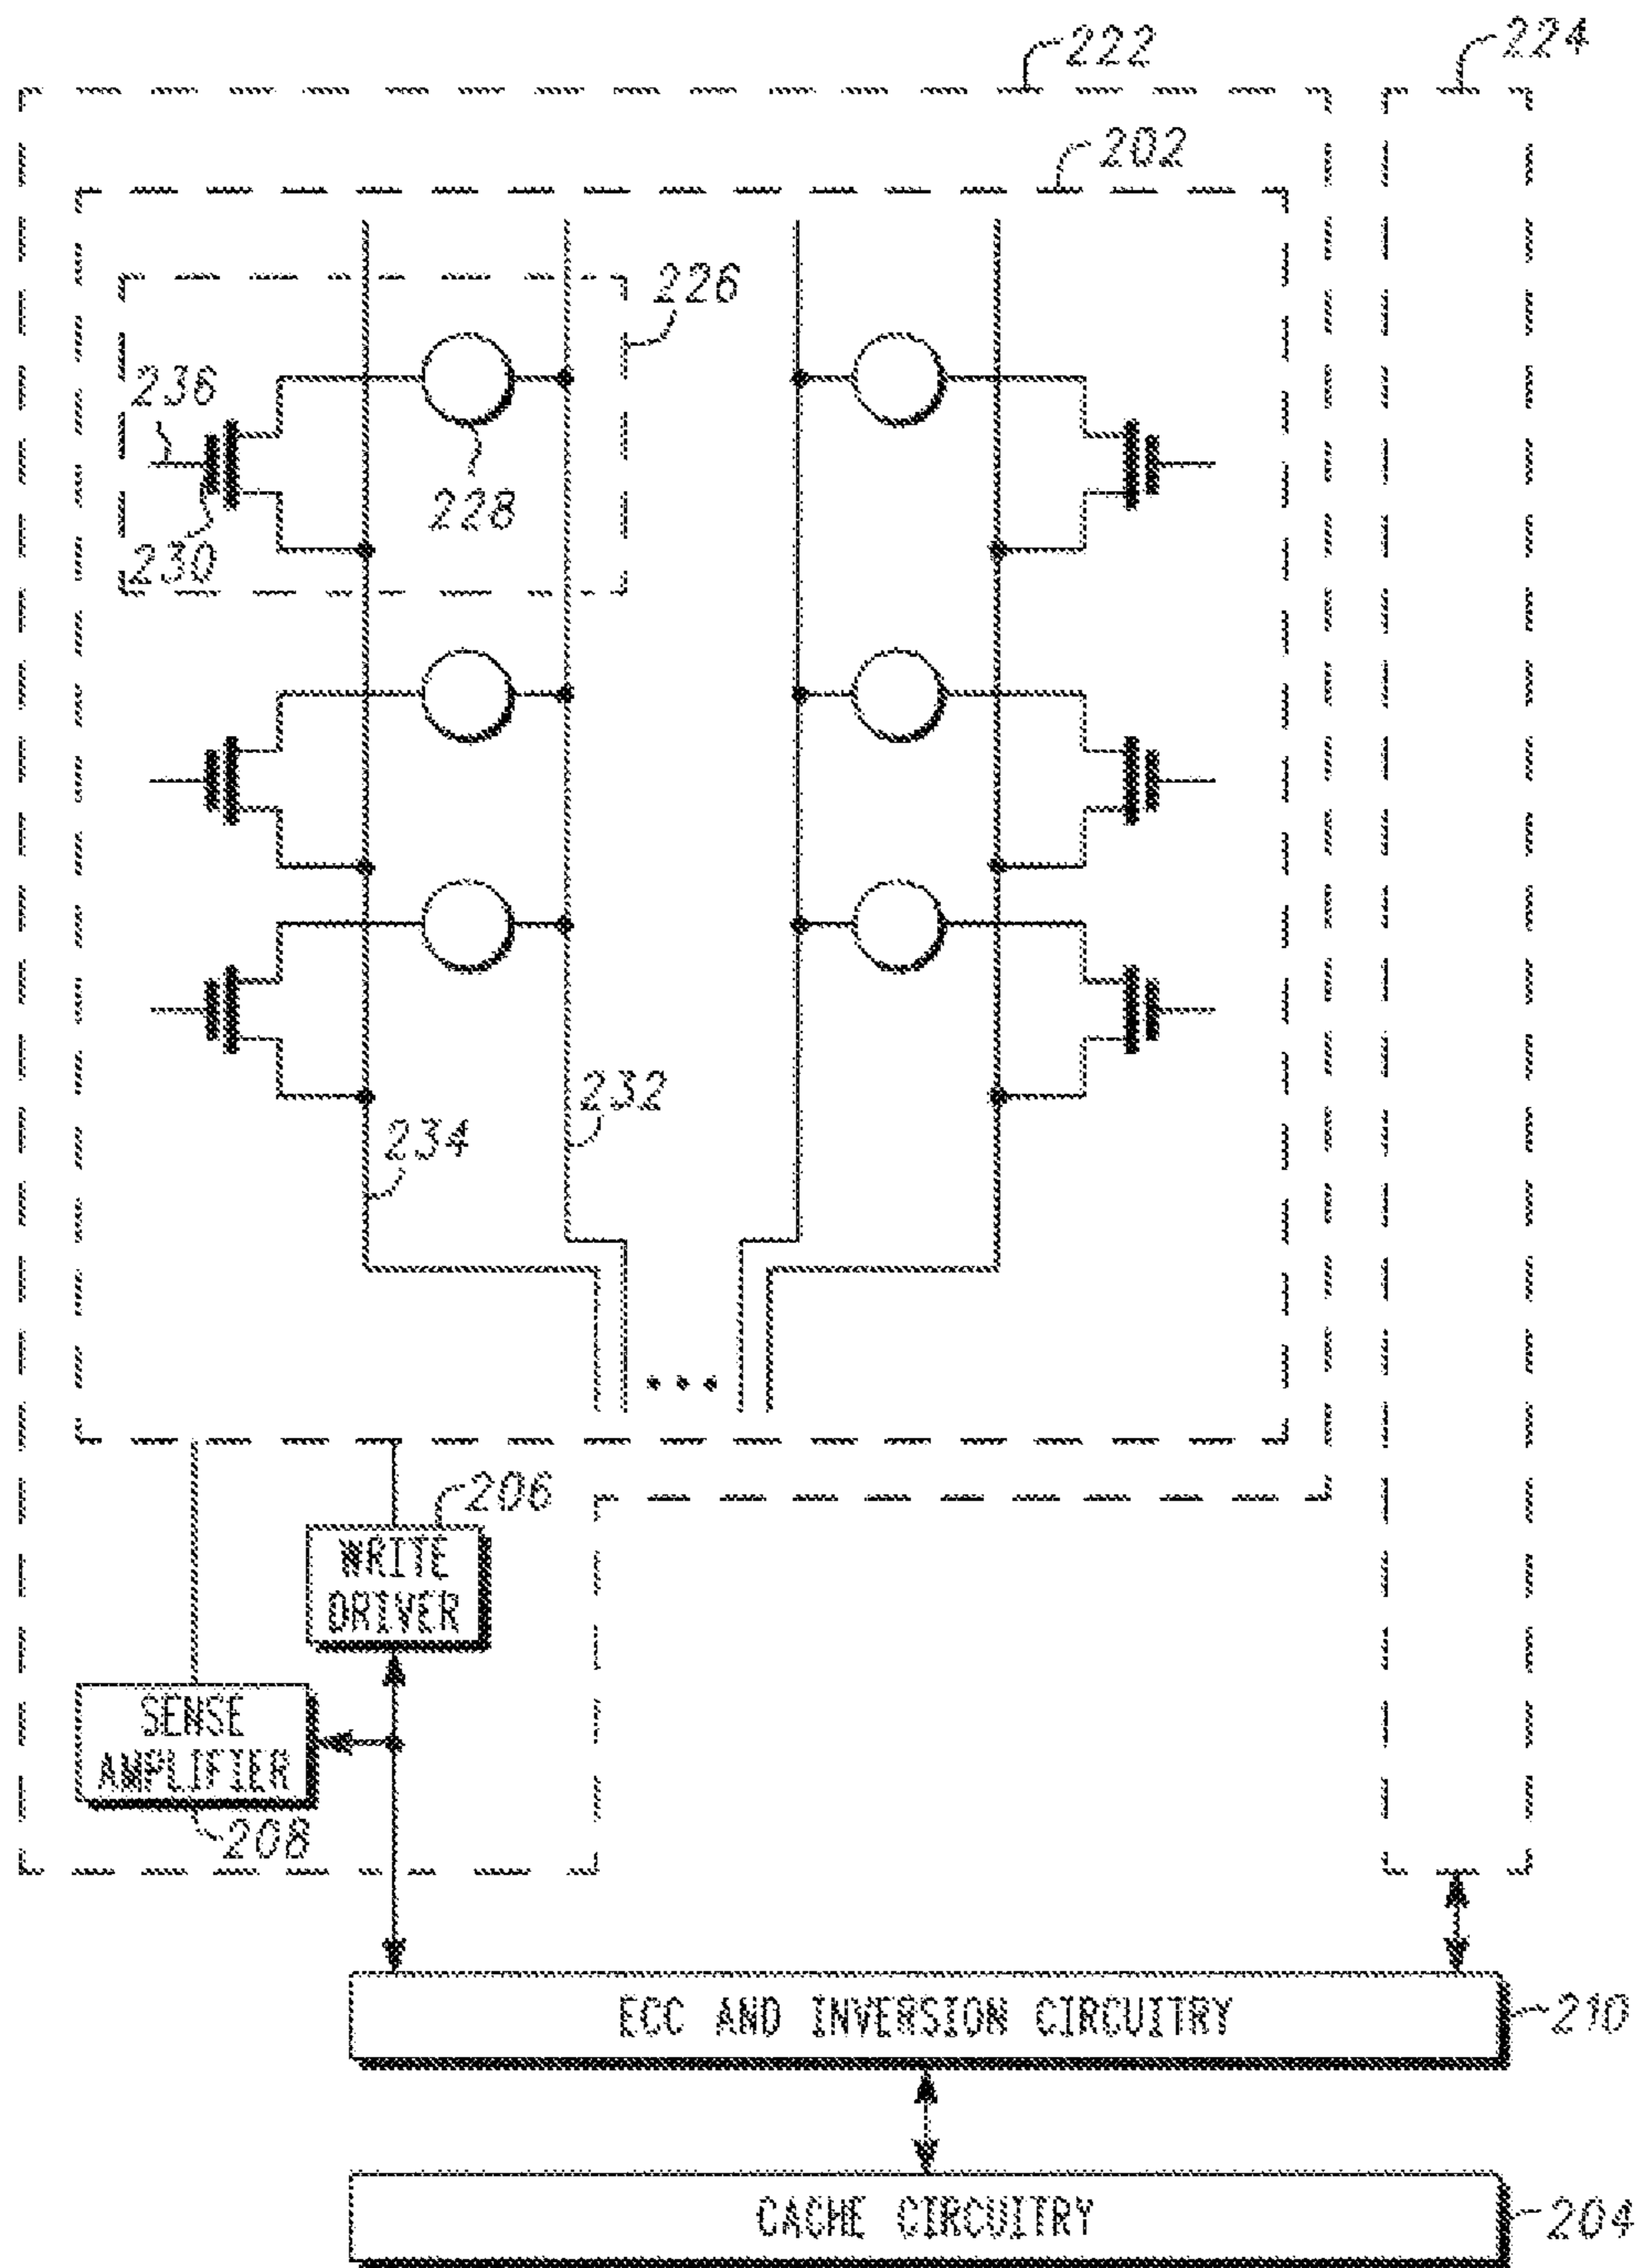 222
224
202
226
236
228
230
232
234
206
WRITE
DRIVER
SENSE
AMPLIFIER
208
ECC AND INVERSION CIRCUITRY
210
CACHE CIRCUITRY
204